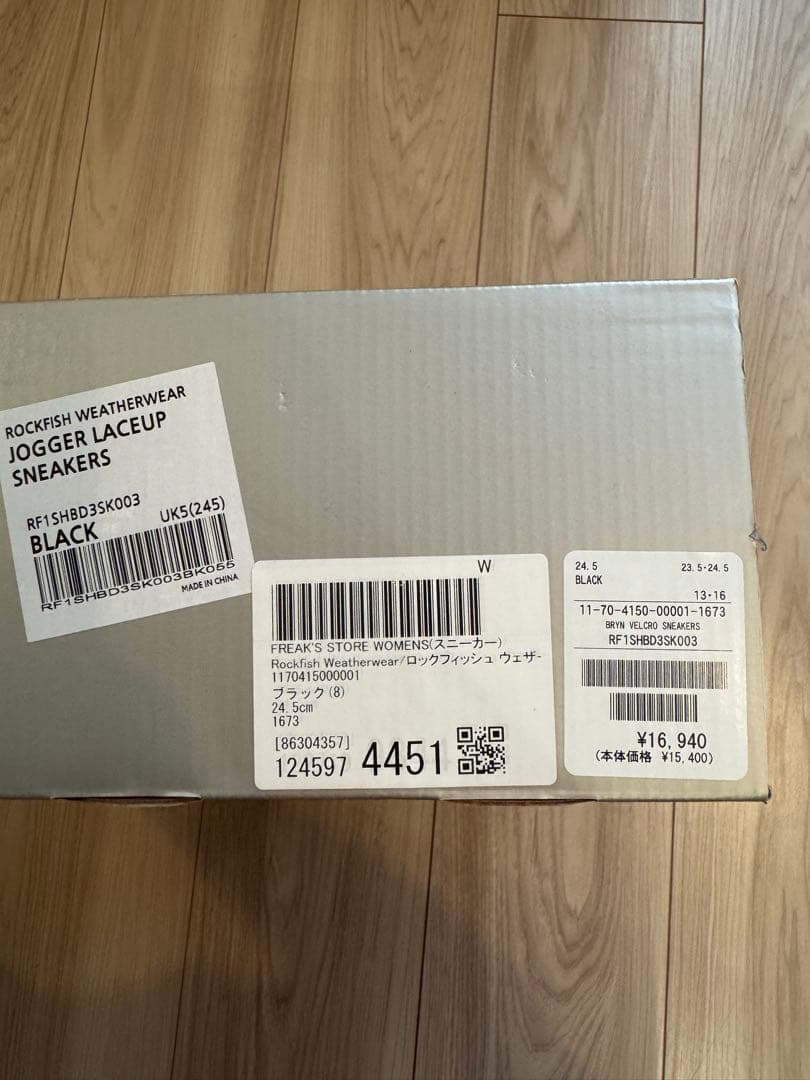 ROCKFISH WEATHERWEAR
JOGGER LACEUP
SNEAKERS
RF1SHBD3SK003
BLACK UK5(245)
RF1SHBD3SK003BK055
MADE IN CHINA
W
FREAK'S STORE WOMENS(スニーカー)
Rockfish Weatherwear/ロックフィッシュ ウェザ-
1170415000001
ブラック(8)
24.5cm
1673
[86304357]
124597 4451
24.5 23.5-24.5
BLACK
13-16
11-70-4150-00001-1673
BRYN VELCRO SNEAKERS
RF1SHBD3SK003
¥16,940
(本体価格 ¥15,400)